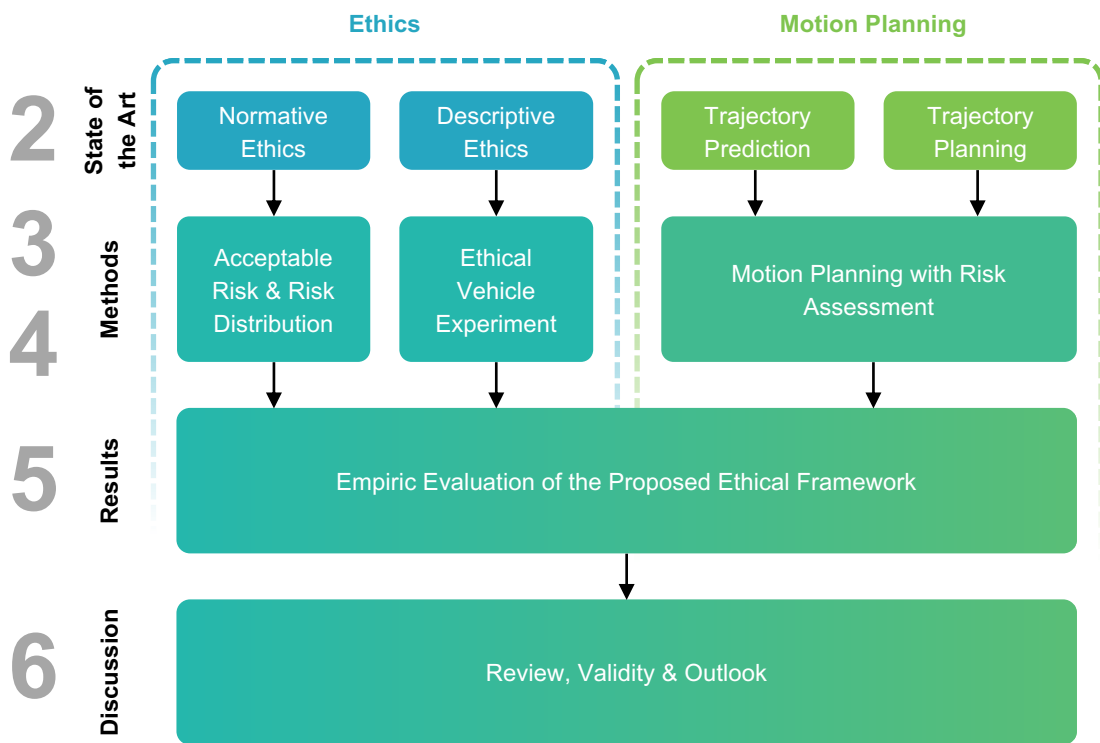 Ethics
Motion Planning
2
State of
the Art
Normative
Ethics
Descriptive
Ethics
Trajectory
Prediction
Trajectory
Planning
3
4
Methods
Acceptable
Risk & Risk
Distribution
Ethical
Vehicle
Experiment
Motion Planning with Risk
Assessment
5
Results
Empiric Evaluation of the Proposed Ethical Framework
6
Discussion
Review, Validity & Outlook